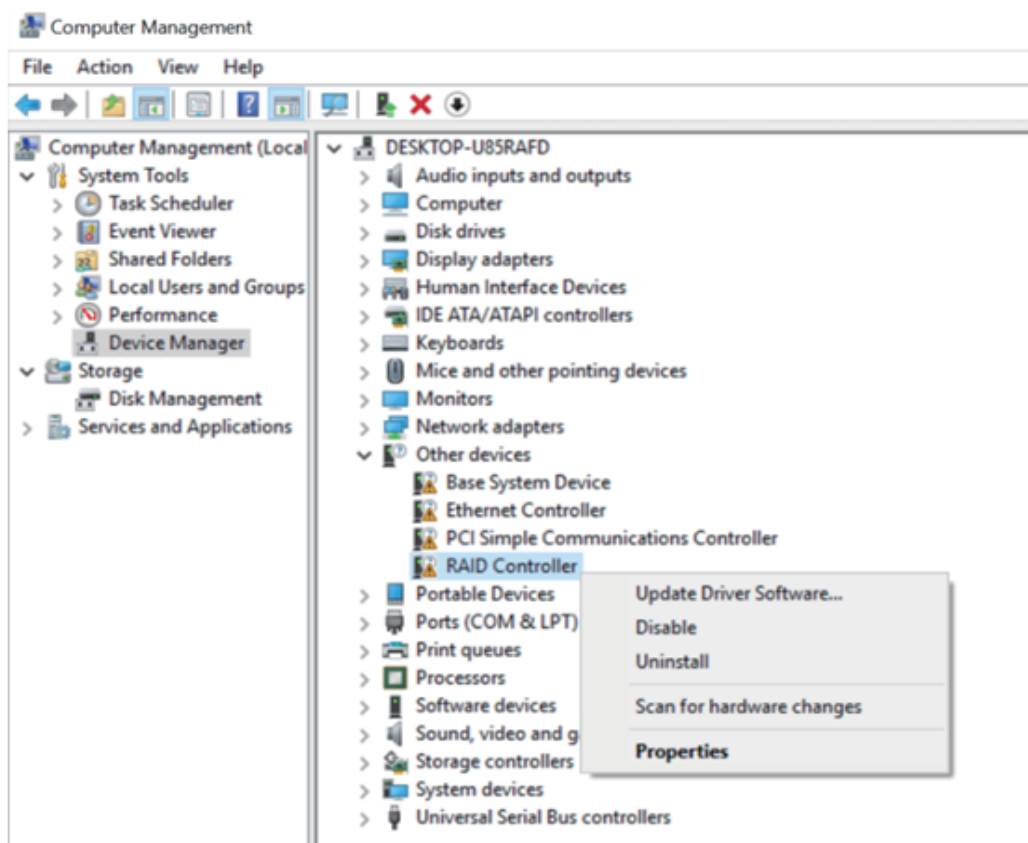 Computer Management
File Action View Help
Computer Management (Local
System Tools
Task Scheduler
Event Viewer
Shared Folders
Local Users and Groups
Performance
Device Manager
Storage
Disk Management
Services and Applications
DESKTOP-U85RAFD
Audio inputs and outputs
Computer
Disk drives
Display adapters
Human Interface Devices
IDE ATA/ATAPI controllers
Keyboards
Mice and other pointing devices
Monitors
Network adapters
Other devices
Base System Device
Ethernet Controller
PCI Simple Communications Controller
RAID Controller
Portable Devices
Ports (COM & LPT)
Print queues
Processors
Software devices
Sound, video and g
Storage controllers
System devices
Universal Serial Bus controllers
Update Driver Software...
Disable
Uninstall
Scan for hardware changes
Properties